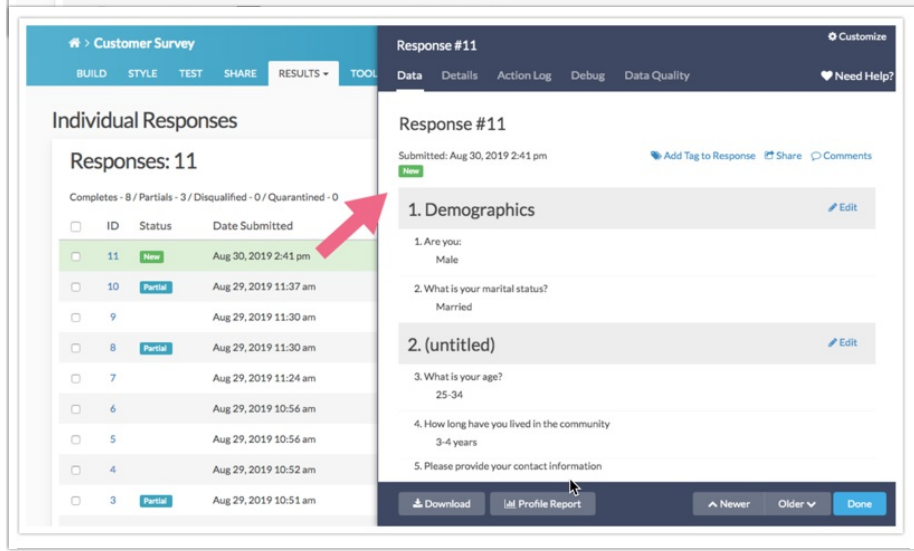 > Customer Survey
BUILD STYLE TEST SHARE RESULTS TOOL
Individual Responses
Responses: 11
Completes - 8 / Partials - 3 / Disqualified - 0 / Quarantined - 0
ID Status Date Submitted
11 New Aug 30, 2019 2:41 pm
10 Partial Aug 29, 2019 11:37 am
9 Aug 29, 2019 11:30 am
8 Partial Aug 29, 2019 11:30 am
7 Aug 29, 2019 11:24 am
6 Aug 29, 2019 10:56 am
5 Aug 29, 2019 10:56 am
4 Aug 29, 2019 10:52 am
3 Partial Aug 29, 2019 10:51 am
Response #11 Customize
Data Details Action Log Debug Data Quality Need Help?
Response #11
Submitted: Aug 30, 2019 2:41 pm Add Tag to Response Share Comments
New
1. Demographics Edit
1. Are you:
Male
2. What is your marital status?
Married
2. (untitled) Edit
3. What is your age?
25-34
4. How long have you lived in the community
3-4 years
5. Please provide your contact information
Download Profile Report Newer Older Done